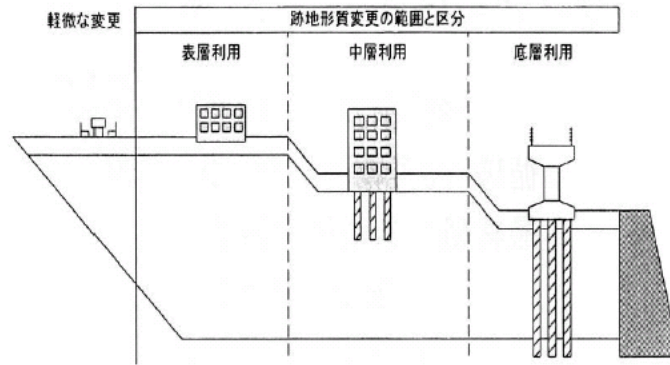 軽微な変更
跡地形質変更の範囲と区分
表層利用
中層利用
底層利用